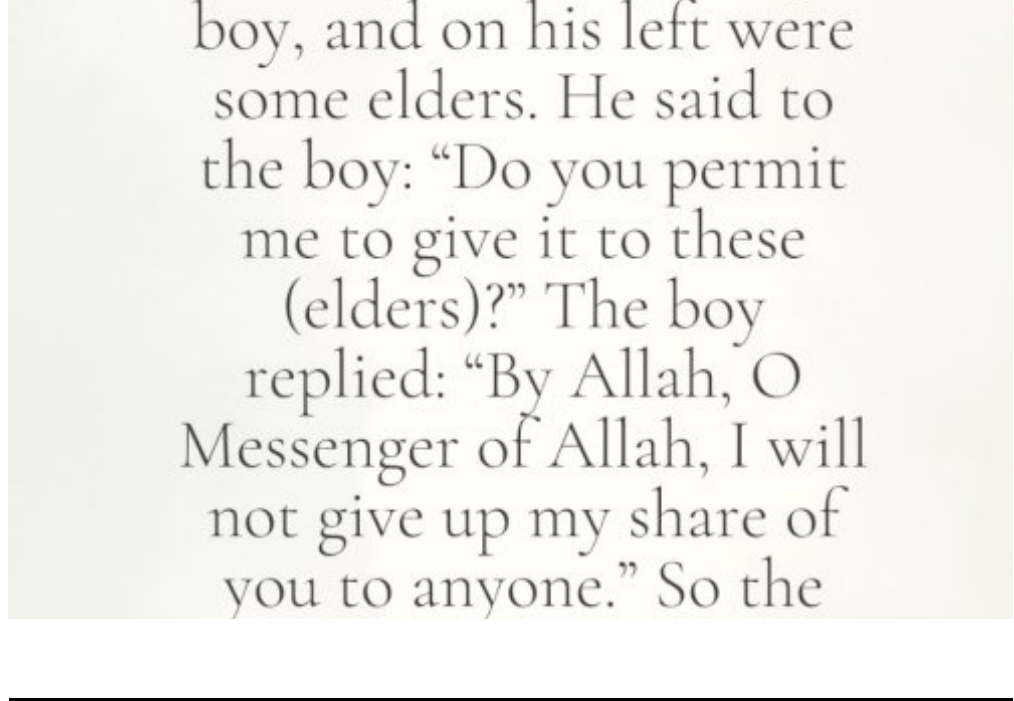 boy, and on his left were
some elders. He said to
the boy: “Do you permit
me to give it to these
(elders)?” The boy
replied: “By Allah, O
Messenger of Allah, I will
not give up my share of
you to anyone.” So the